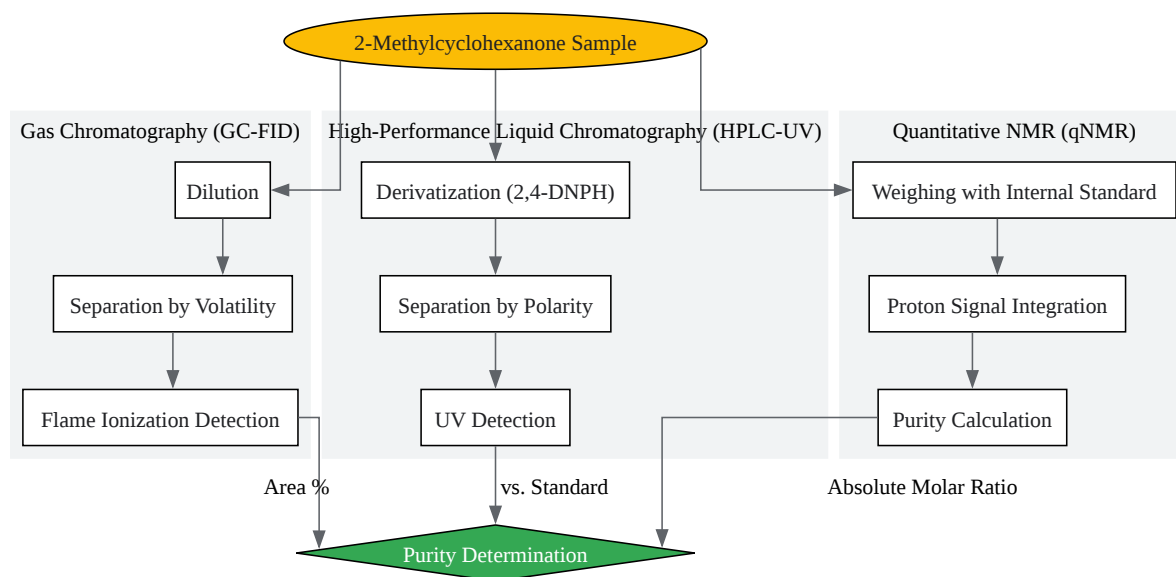 2-Methylcyclohexanone Sample
Gas Chromatography (GC-FID)
High-Performance Liquid Chromatography (HPLC-UV)
Quantitative NMR (qNMR)
Dilution
Derivatization (2,4-DNPH)
Weighing with Internal Standard
Separation by Volatility
Separation by Polarity
Proton Signal Integration
Flame Ionization Detection
UV Detection
Purity Calculation
Area %
vs. Standard
Absolute Molar Ratio
Purity Determination